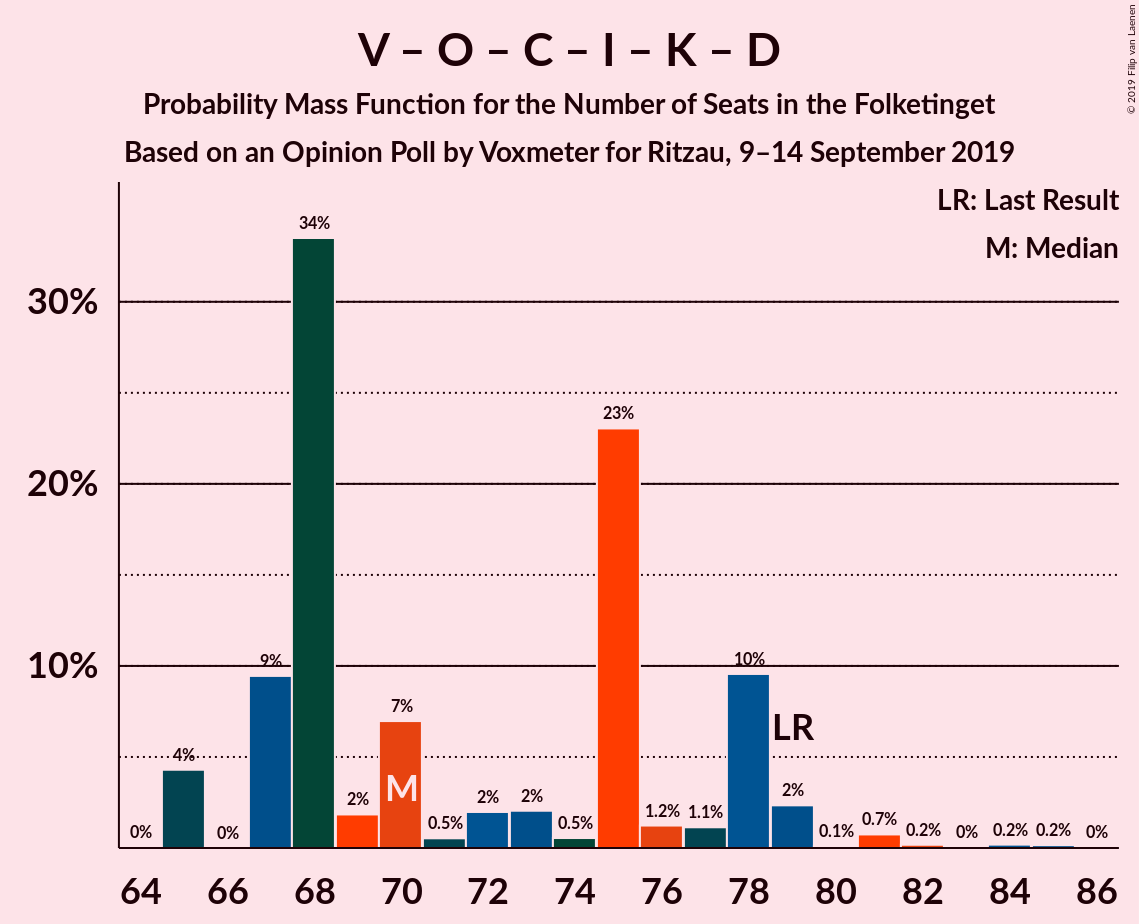 V – O – C – I – K – D
Probability Mass Function for the Number of Seats in the Folketinget
Based on an Opinion Poll by Voxmeter for Ritzau, 9–14 September 2019
© 2019 Filip van Laenen
LR: Last Result
M: Median
30%
20%
10%
0%
4%
0%
9%
34%
2%
7%
0.5%
2%
2%
0.5%
23%
1.2%
1.1%
10%
2%
0.1%
0.7%
0.2%
0%
0.2%
0.2%
0%
M
LR
64 66 68 70 72 74 76 78 80 82 84 86